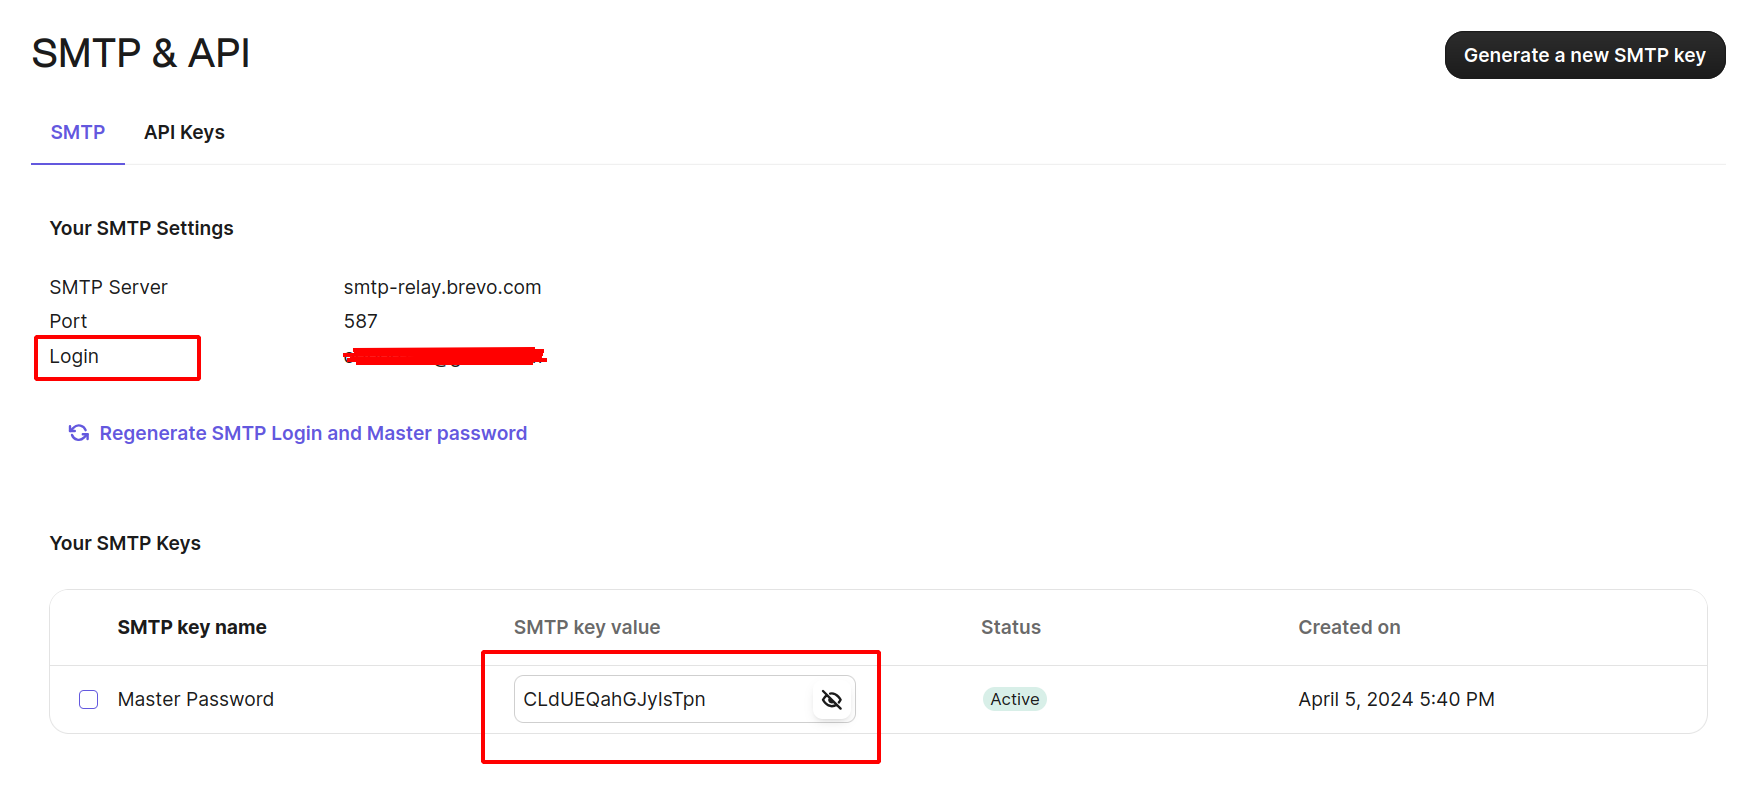 SMTP & API
Generate a new SMTP key
SMTP API Keys
Your SMTP Settings
SMTP Server smtp-relay.brevo.com
Port 587
Login
Regenerate SMTP Login and Master password
Your SMTP Keys
SMTP key name SMTP key value Status Created on
Master Password CLdUEQahGJyIsTpn Active April 5, 2024 5:40 PM